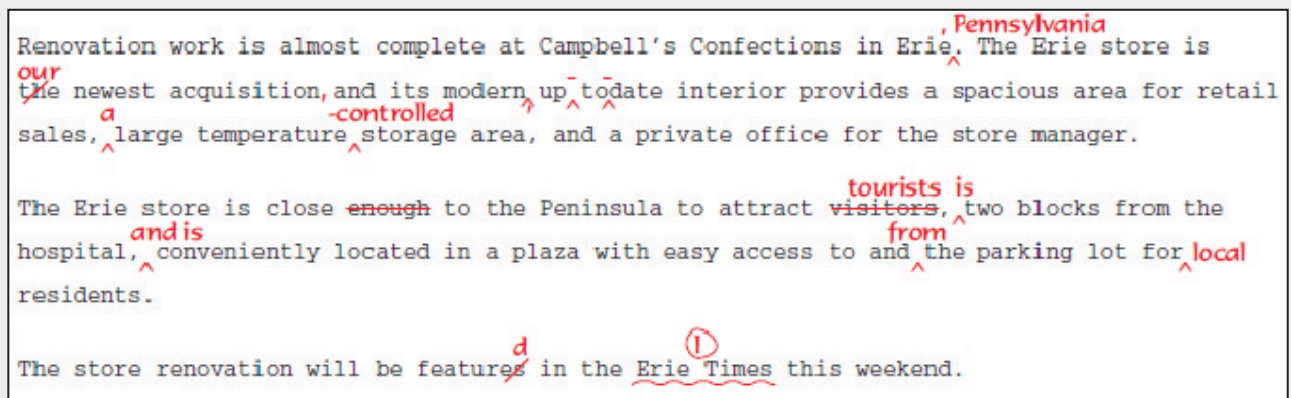 , Pennsylvania
Renovation work is almost complete at Campbell's Confections in Erie. The Erie store is
our
the newest acquisition, and its modern, up-to-date interior provides a spacious area for retail
a -controlled
sales, large temperature storage area, and a private office for the store manager.
tourists is
The Erie store is close enough to the Peninsula to attract visitors, two blocks from the
and is from
hospital, conveniently located in a plaza with easy access to and the parking lot for local
residents.
d 1
The store renovation will be features in the Erie Times this weekend.